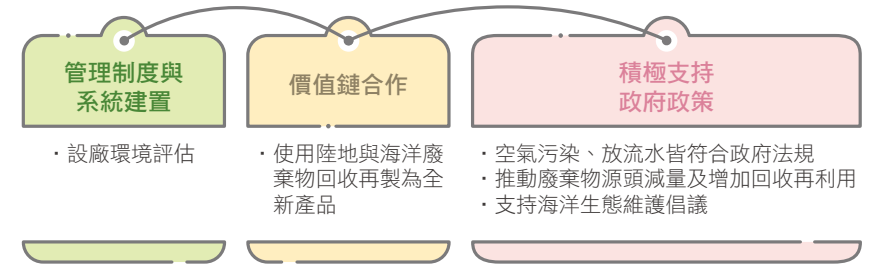 管理制度與
系統建置
・設廠環境評估
價值鏈合作
・使用陸地與海洋廢
棄物回收再製為全
新產品
積極支持
政府政策
・空氣污染、放流水皆符合政府法規
・推動廢棄物源頭減量及增加回收再利用
・支持海洋生態維護倡議